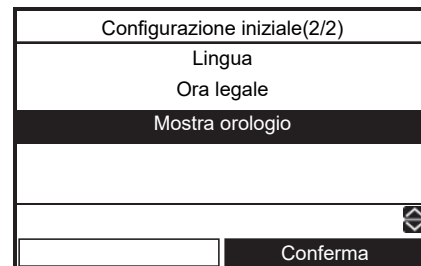 Configurazione iniziale(2/2)
Lingua
Ora legale
Mostra orologio
Conferma